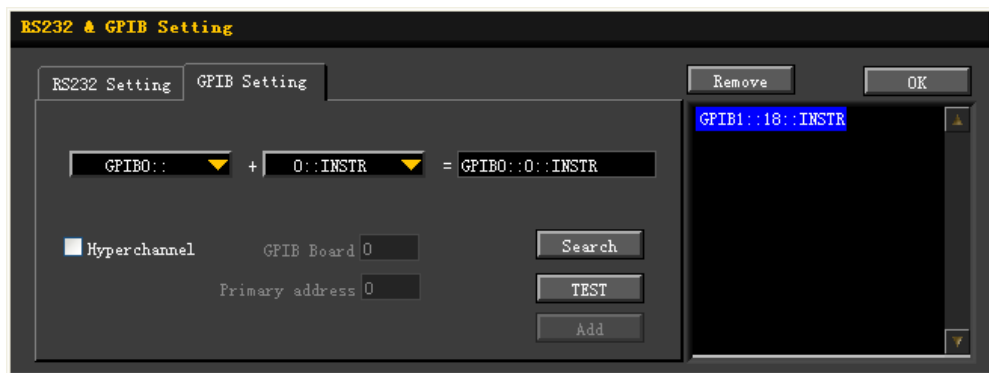 RS232 & GPIB Setting
RS232 Setting GPIB Setting
Remove OK
GPIB1::18::INSTR
GPIB0:: + 0::INSTR = GPIB0::0::INSTR
Hyperchannel
GPIB Board 0
Search
Primary address 0
TEST
Add